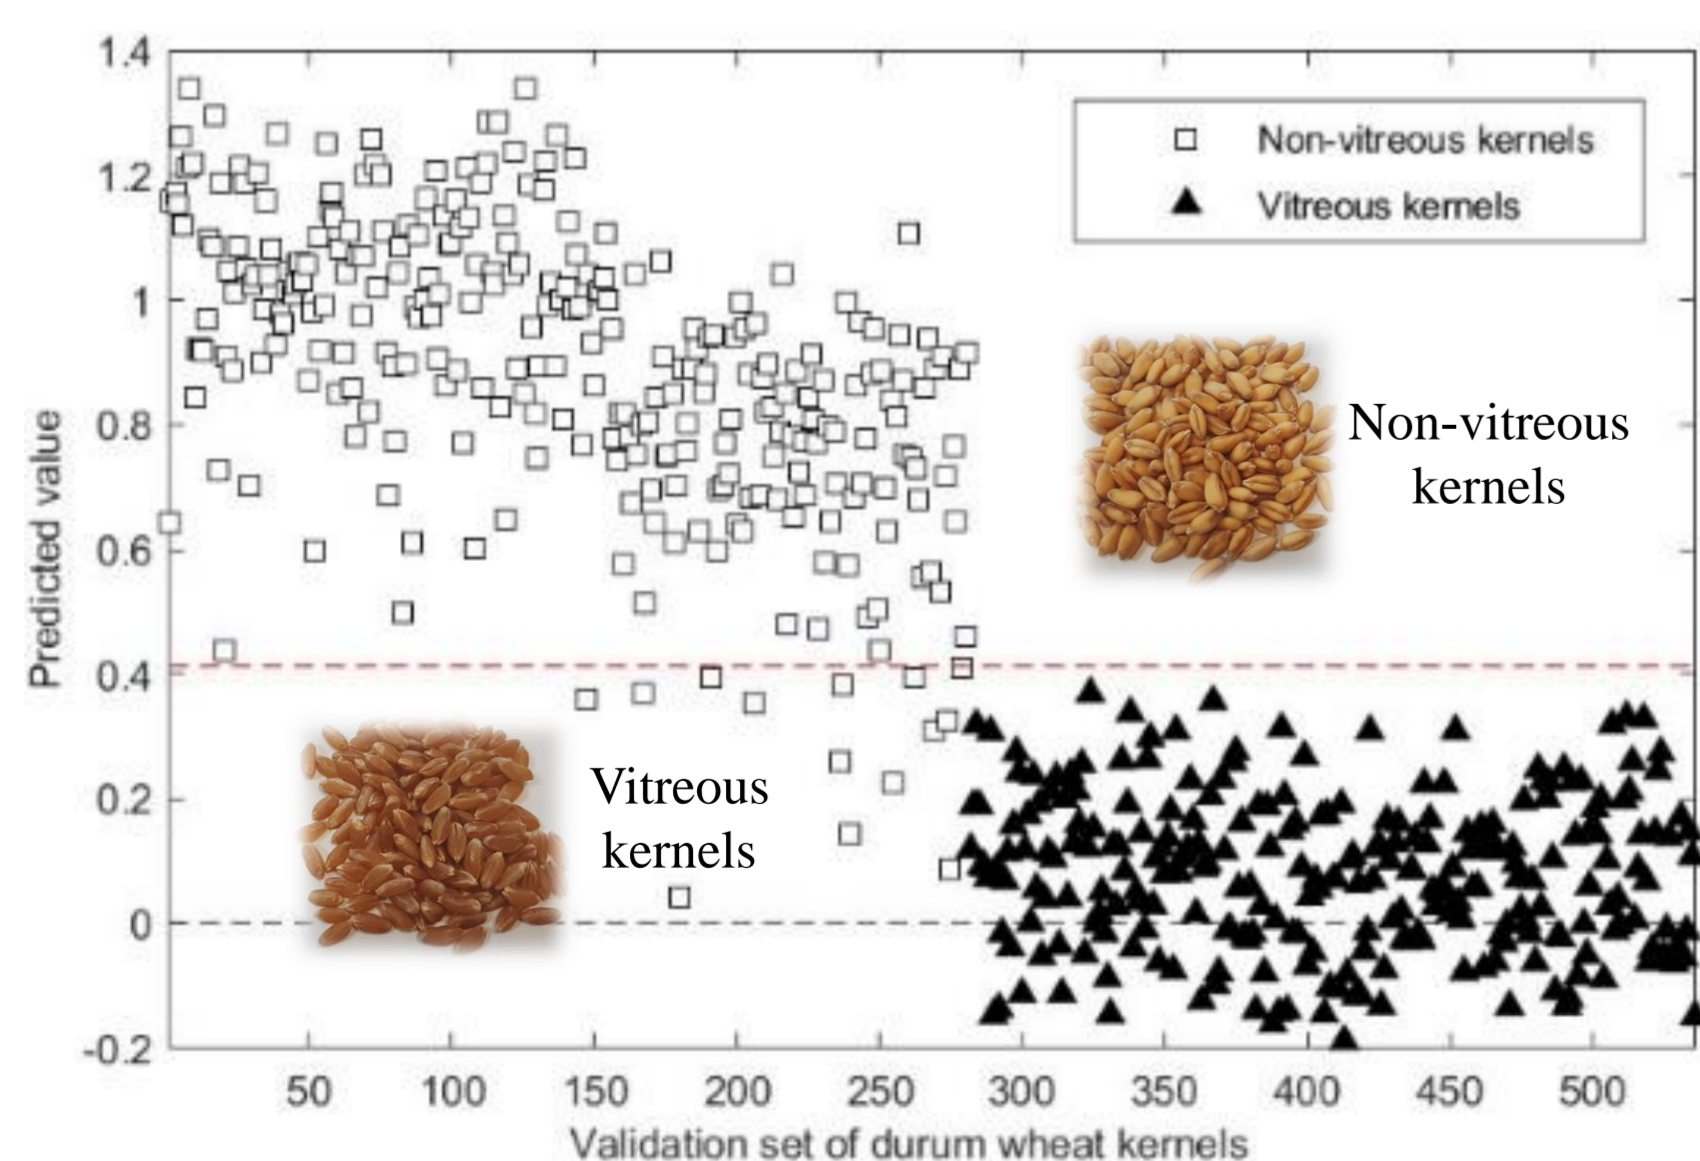 1.4
1.2
1
0.8
0.6
0.4
0.2
0
-0.2
Predicted value
Non-vitreous kernels
Vitreous kernels
Non-vitreous
kernels
Vitreous
kernels
50 100 150 200 250 300 350 400 450 500
Validation set of durum wheat kernels